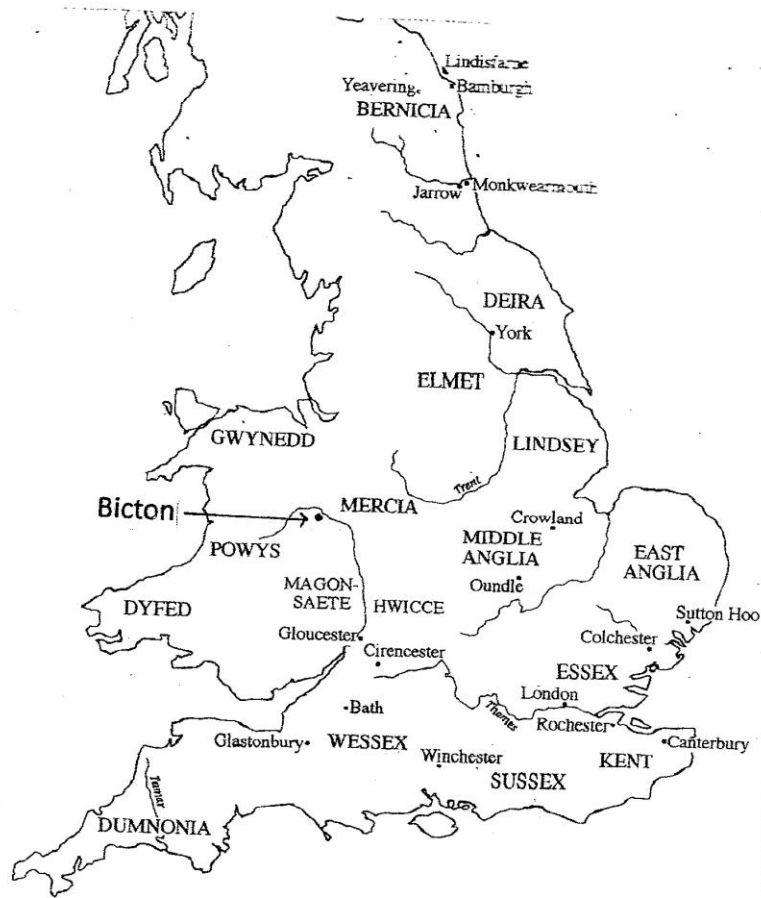 Lindisfarne
Yeavering
Bamburgh
BERNICIA
Jarrow
Monkwearmouth
DEIRA
York
ELMET
GWYNEDD
LINDSEY
Trent
Bicton
MERCIA
Crowland
MIDDLE
ANGLIA
POWYS
EAST
ANGLIA
MAGON-
SAETE
Oundle
HWICCE
DYFED
Sutton Hoo
Gloucester
Colchester
Cirencester
ESSEX
London
Bath
Thames
Rochester
Glastonbury
WESSEX
Canterbury
Winchester
KENT
SUSSEX
Tamar
DUMNONIA